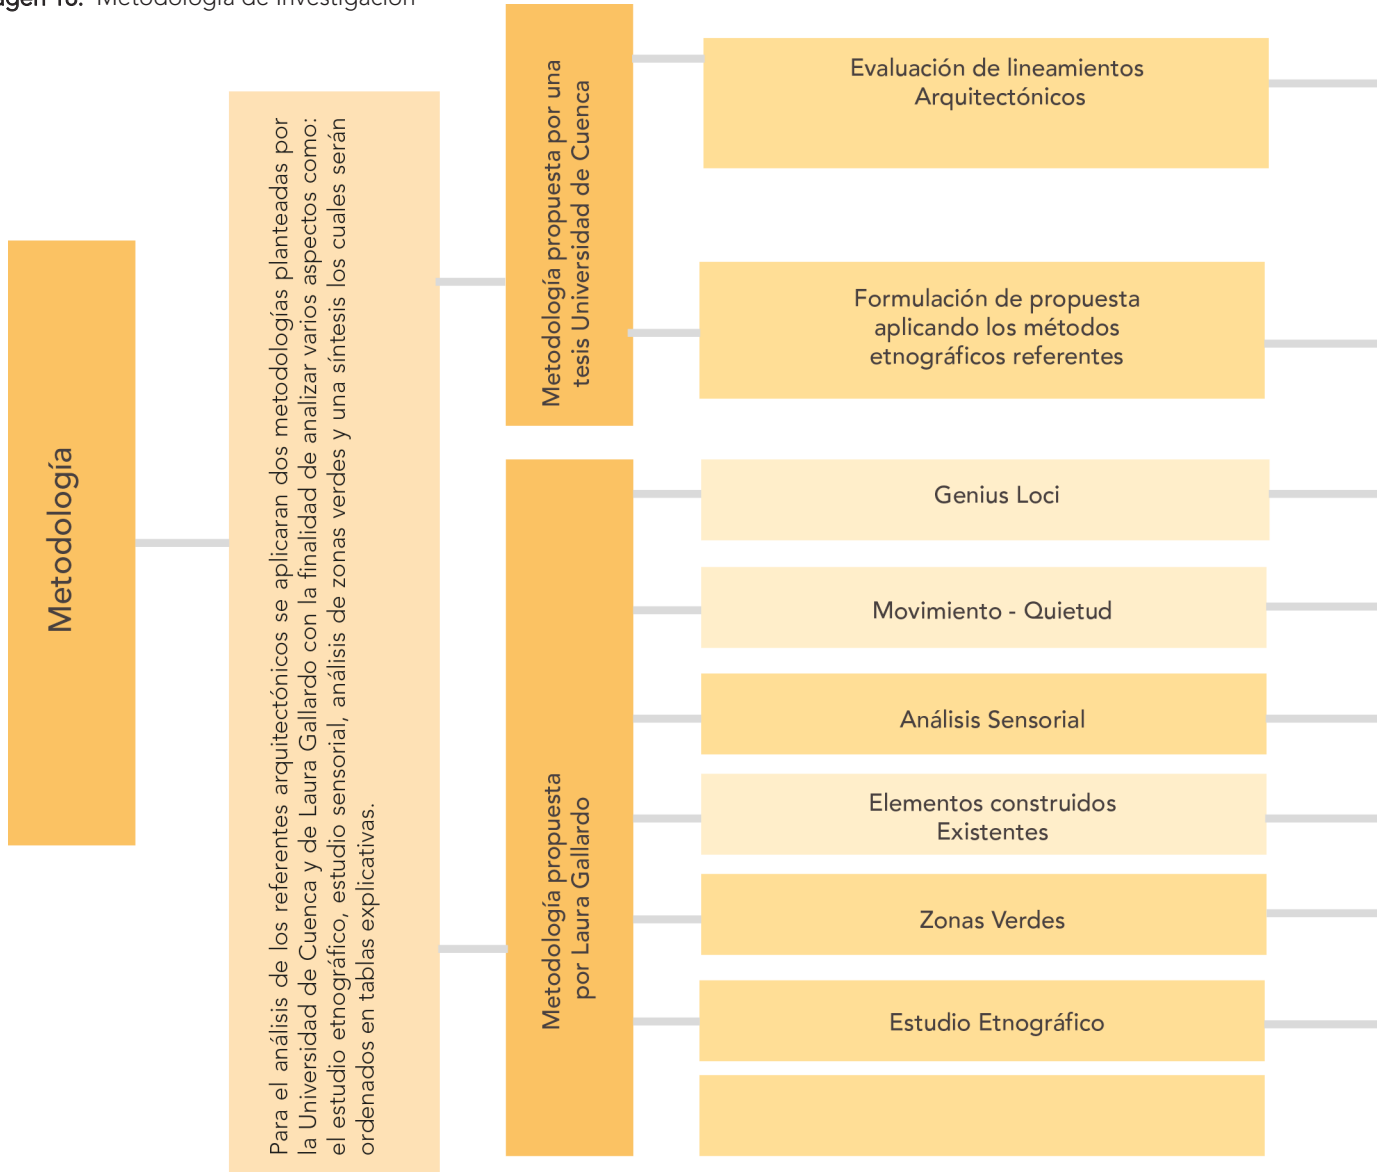 Metodología de Investigación
Metodología
Para el análisis de los referentes arquitectónicos se aplicaran dos metodologías planteadas por
la Universidad de Cuenca y de Laura Gallardo con la finalidad de analizar varios aspectos como:
el estudio etnográfico, estudio sensorial, análisis de zonas verdes y una síntesis los cuales serán
ordenados en tablas explicativas.
Metodología propuesta por una
tesis Universidad de Cuenca
Evaluación de lineamientos
Arquitectónicos
Formulación de propuesta
aplicando los métodos
etnográficos referentes
Metodología propuesta
por Laura Gallardo
Genius Loci
Movimiento - Quietud
Análisis Sensorial
Elementos construidos
Existentes
Zonas Verdes
Estudio Etnográfico